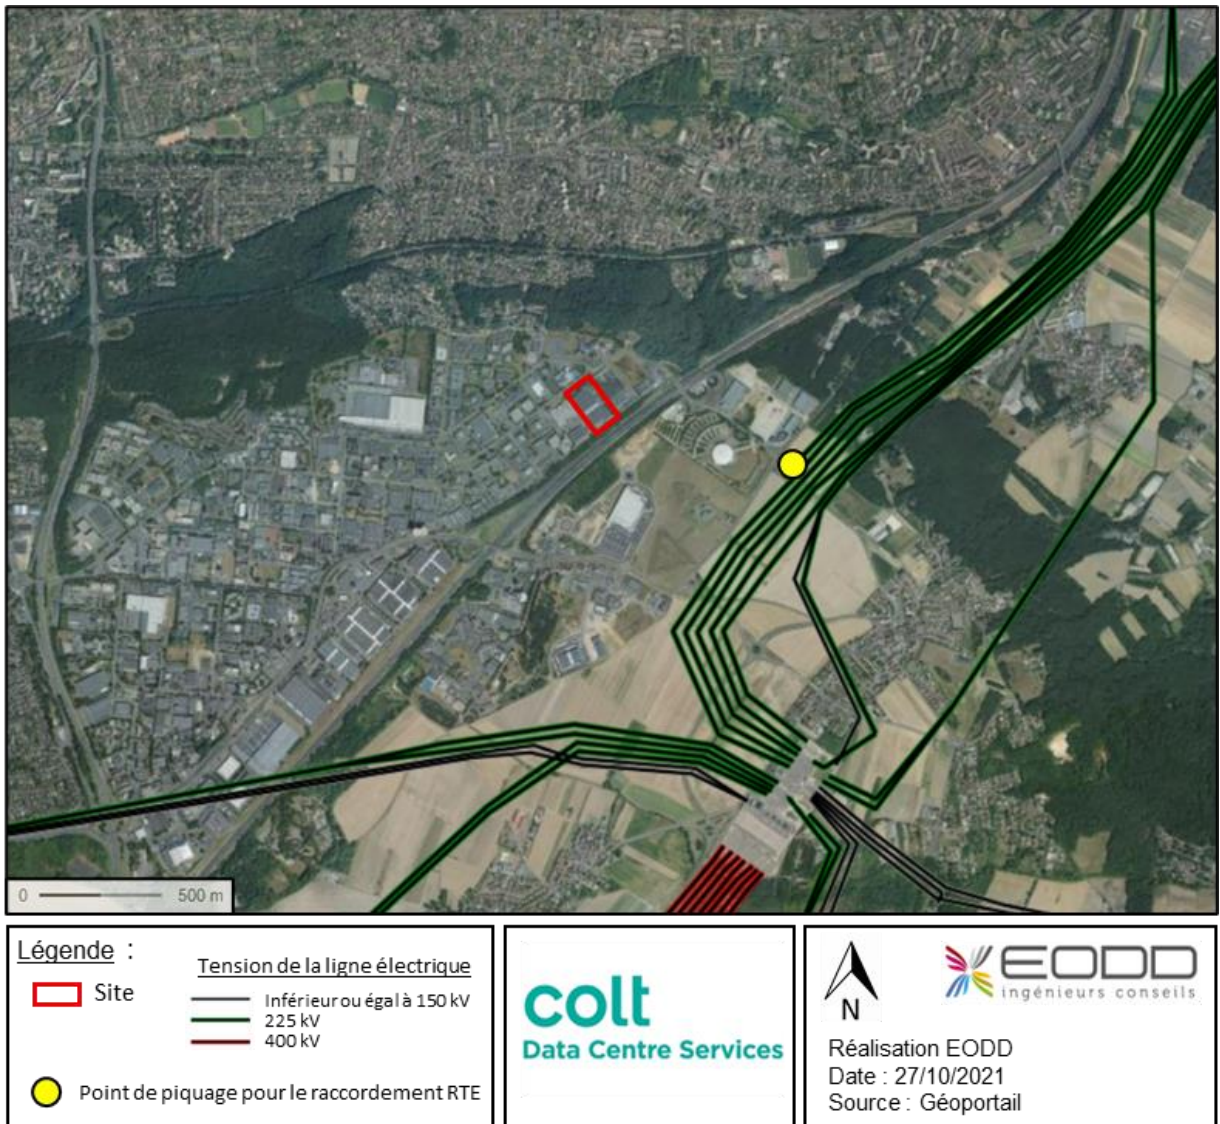 0 500 m
Légende :
Site
Tension de la ligne électrique
Inférieur ou égal à 150 kV
225 kV
400 kV
Point de piquage pour le raccordement RTE
colt
Data Centre Services
N
EODD
ingénieurs conseils
Réalisation EODD
Date : 27/10/2021
Source : Géoportail